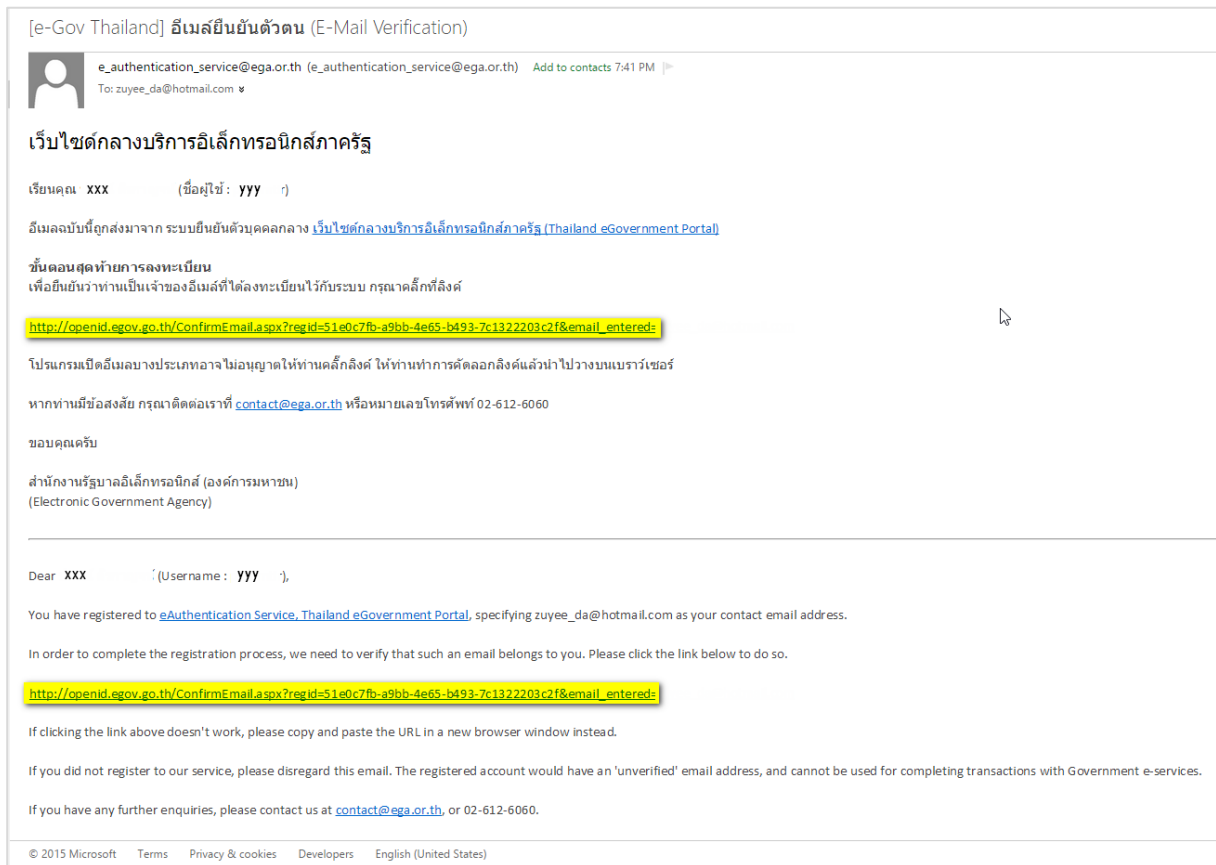 [e-Gov Thailand] อีเมล์ยืนยันตัวตน (E-Mail Verification)
e_authentication_service@ega.or.th (e_authentication_service@ega.or.th) Add to contacts 7:41 PM
To: zuyee_da@hotmail.com
เว็บไซต์กลางบริการอิเล็กทรอนิกส์ภาครัฐ
เรียนคุณ xxx (ชื่อผู้ใช้ : yyy r)
อีเมลฉบับนี้ถูกส่งมาจาก ระบบยืนยันตัวบุคคลกลาง เว็บไซต์กลางบริการอิเล็กทรอนิกส์ภาครัฐ (Thailand eGovernment Portal)
ขั้นตอนสุดท้ายการลงทะเบียน
เพื่อยืนยันว่าท่านเป็นเจ้าของอีเมล์ที่ได้ลงทะเบียนไว้กับระบบ กรุณาคลิ๊กที่ลิงค์
http://openid.egov.go.th/ConfirmEmail.aspx?regid=51e0c7fb-a9bb-4e65-b493-7c1322203c2f&email_entered=
โปรแกรมเปิดอีเมลบางประเภทอาจไม่อนุญาตให้ท่านคลิ๊กลิงค์ ให้ท่านทำการคัดลอกลิงค์แล้วนำไปวางบนเบราว์เซอร์
หากท่านมีข้อสงสัย กรุณาติดต่อเราที่ contact@ega.or.th หรือหมายเลขโทรศัพท์ 02-612-6060
ขอบคุณครับ
สำนักงานรัฐบาลอิเล็กทรอนิกส์ (องค์การมหาชน)
(Electronic Government Agency)
Dear xxx (Username : yyy ),
You have registered to eAuthentication Service, Thailand eGovernment Portal, specifying zuyee_da@hotmail.com as your contact email address.
In order to complete the registration process, we need to verify that such an email belongs to you. Please click the link below to do so.
http://openid.egov.go.th/ConfirmEmail.aspx?regid=51e0c7fb-a9bb-4e65-b493-7c1322203c2f&email_entered=
If clicking the link above doesn't work, please copy and paste the URL in a new browser window instead.
If you did not register to our service, please disregard this email. The registered account would have an 'unverified' email address, and cannot be used for completing transactions with Government e-services.
If you have any further enquiries, please contact us at contact@ega.or.th, or 02-612-6060.
© 2015 Microsoft Terms Privacy & cookies Developers English (United States)